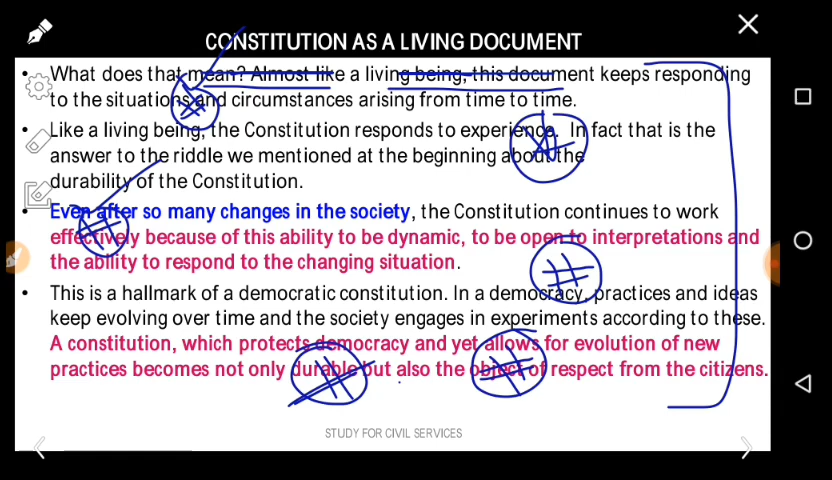 CONSTITUTION AS A LIVING DOCUMENT
• What does that mean? Almost like a living being, this document keeps responding
to the situations and circumstances arising from time to time.
• Like a living being, the Constitution responds to experience. In fact that is the
answer to the riddle we mentioned at the beginning about the
durability of the Constitution.
• Even after so many changes in the society, the Constitution continues to work
effectively because of this ability to be dynamic, to be open to interpretations and
the ability to respond to the changing situation.
• This is a hallmark of a democratic constitution. In a democracy, practices and ideas
keep evolving over time and the society engages in experiments according to these.
A constitution, which protects democracy and yet allows for evolution of new
practices becomes not only durable but also the object of respect from the citizens.
STUDY FOR CIVIL SERVICES